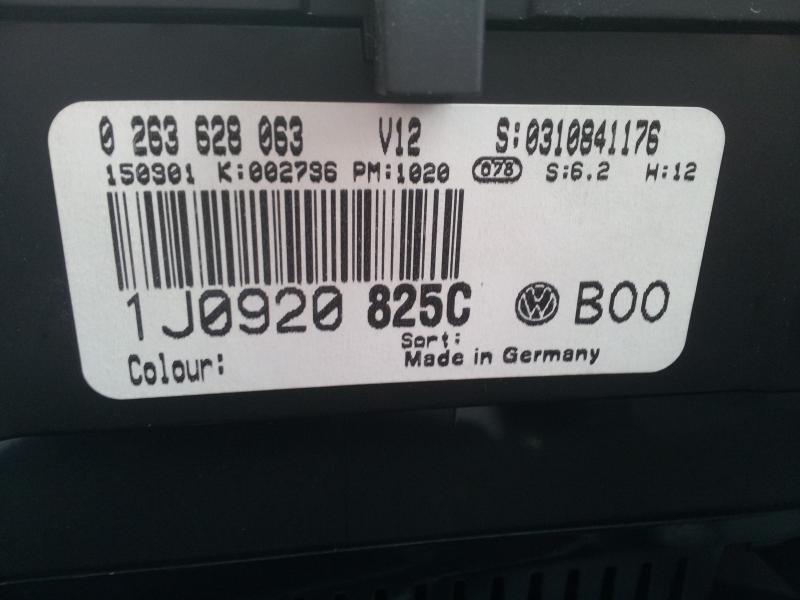 0 263 628 063 V12 S:0310841176
150901 K:002796 PM:1020 078 S:6.2 H:12
1J0920 825C VW B00
Sort:
Colour: Made in Germany